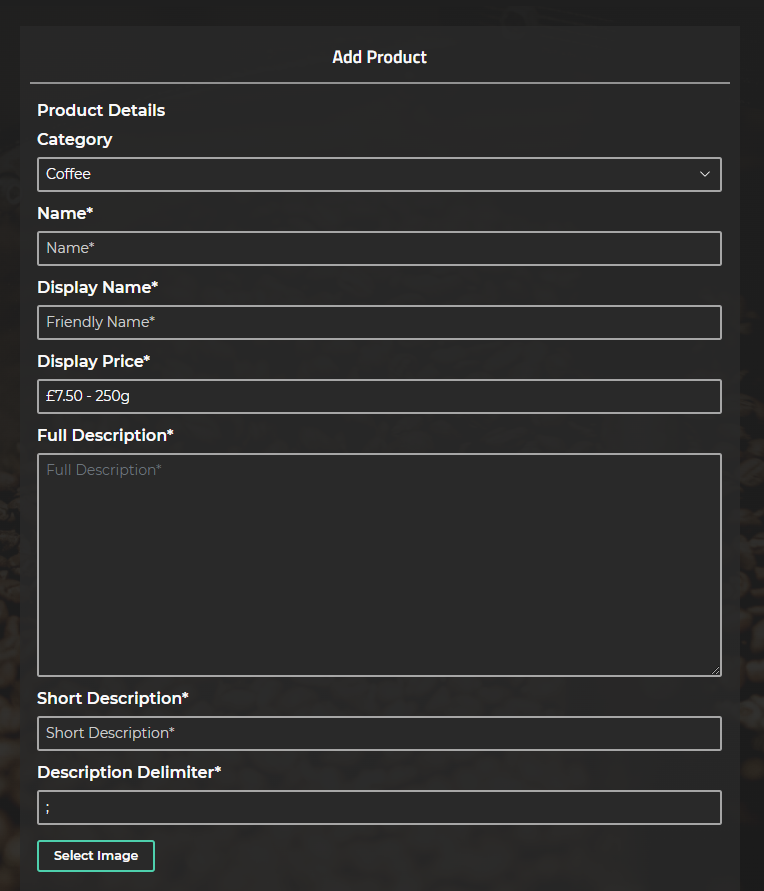 Add Product
Product Details
Category
Coffee
Name*
Name*
Display Name*
Friendly Name*
Display Price*
£7.50 - 250g
Full Description*
Full Description*
Short Description*
Short Description*
Description Delimiter*
;
Select Image